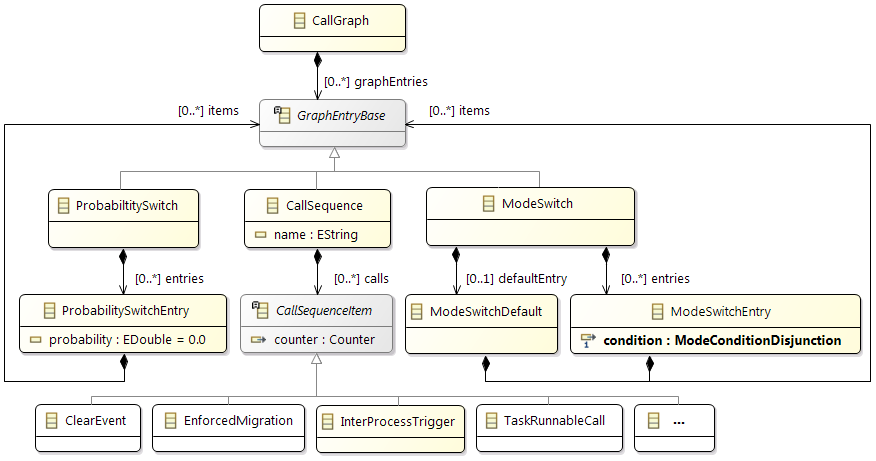 CallGraph
[0..*] graphEntries
[0..*] items
[0..*] items
GraphEntryBase
ProbabiltitySwitch
CallSequence
name : EString
ModeSwitch
[0..*] entries
[0..*] calls
[0..1] defaultEntry
[0..*] entries
ProbabilitySwitchEntry
probability : EDouble = 0.0
CallSequenceItem
counter : Counter
ModeSwitchDefault
ModeSwitchEntry
1
condition : ModeConditionDisjunction
ClearEvent
EnforcedMigration
InterProcessTrigger
TaskRunnableCall
...